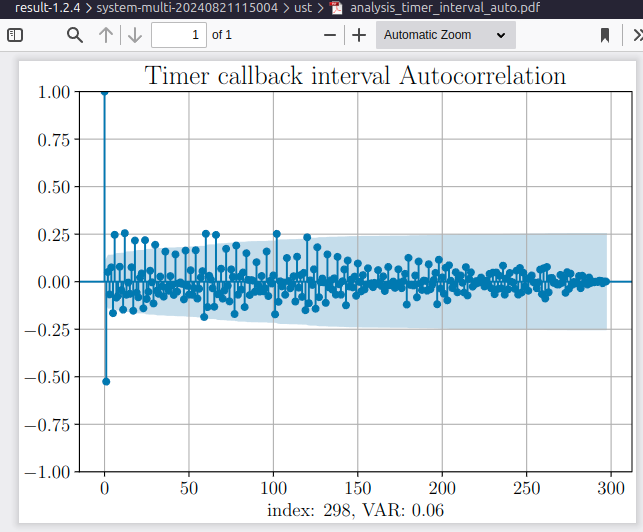 result-1.2.4 > system-multi-20240821115004 > ust > analysis_timer_interval_auto.pdf
1 of 1 Automatic Zoom
Timer callback interval Autocorrelation
1.00
0.75
0.50
0.25
0.00
−0.25
−0.50
−0.75
−1.00
0 50 100 150 200 250 300
index: 298, VAR: 0.06